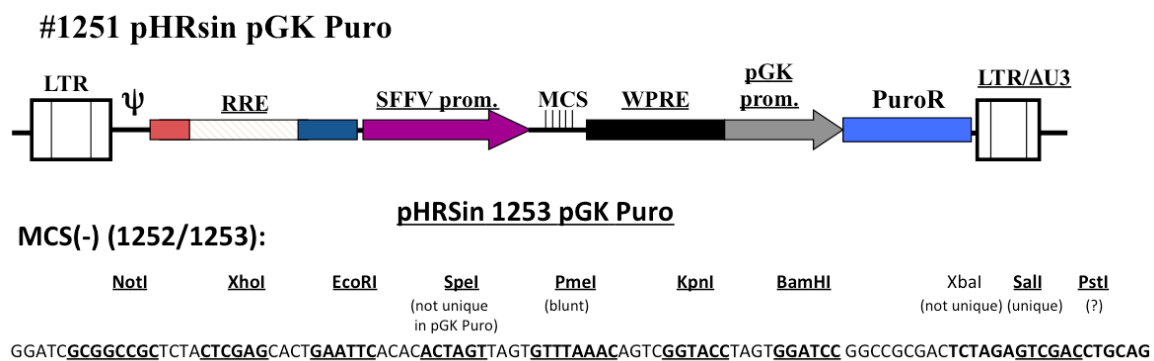 #1251 pHRsin pGK Puro
LTR
ψ
RRE
SFFV prom.
MCS
WPRE
pGK
prom.
PuroR
LTR/ΔU3
pHRSin 1253 pGK Puro
MCS(-) (1252/1253):
NotI XhoI EcoRI SpeI PmeI KpnI BamHI XbaI SalI PstI
(not unique (blunt) (not unique) (unique) (?)
in pGK Puro)
GGATCGCGGCCGCTCTACTCGAGCACTGAATTCACACACTAGTTAGTGTTTAAACAGTCGGTACCTAGTGGATCC GGCCGCGACTCTAGAGTCGACCTGCAG